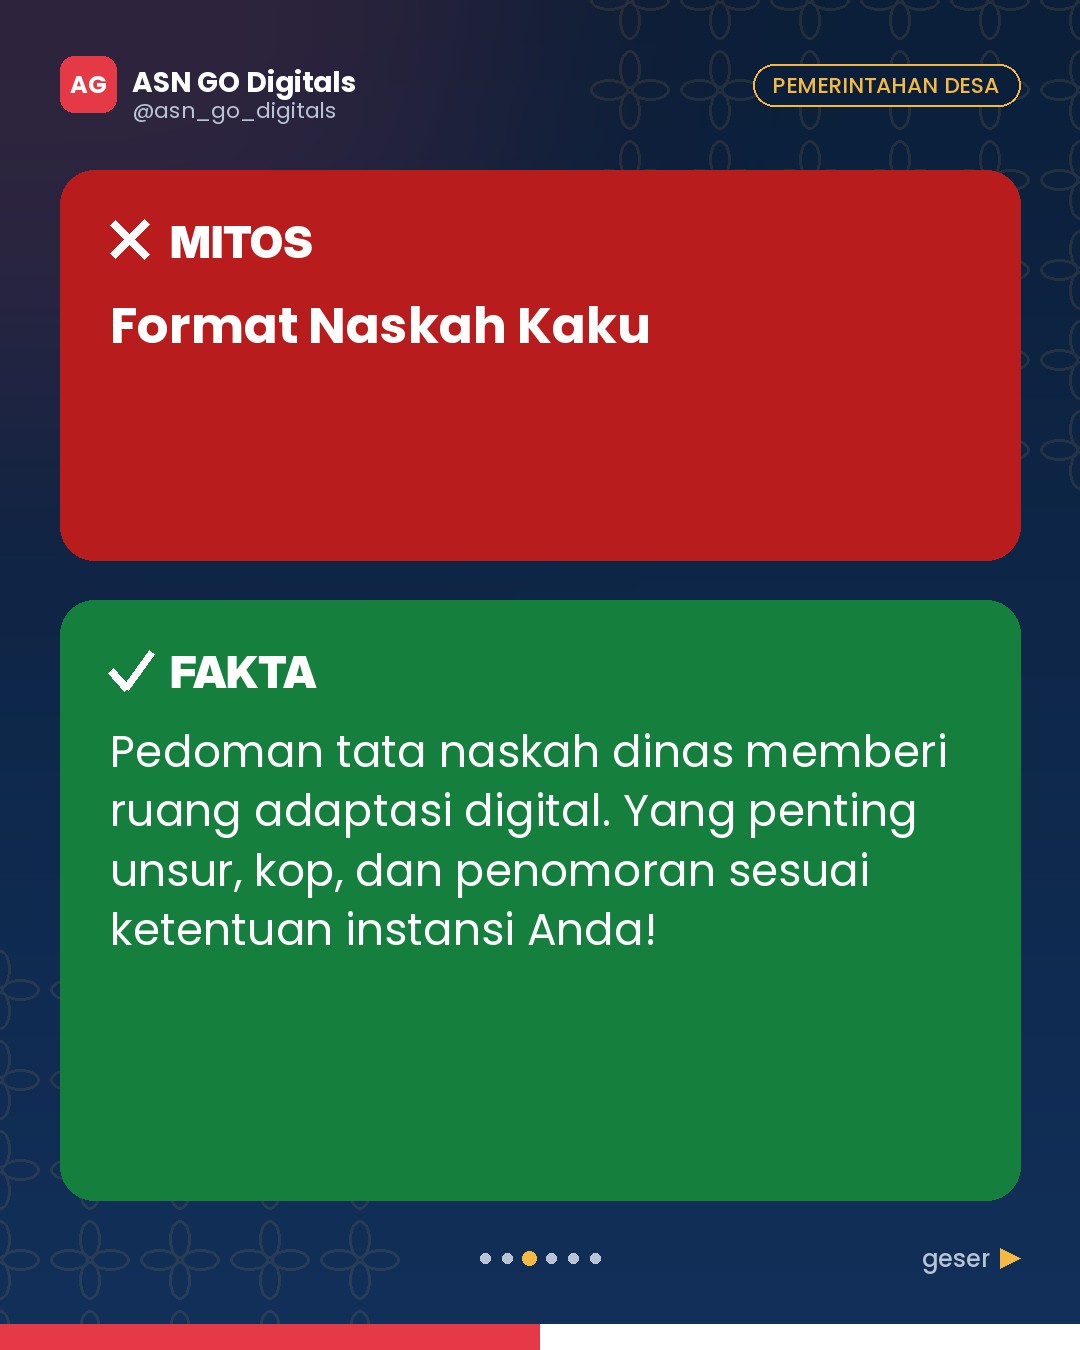 AG
ASN GO Digitals
@asn_go_digitals
PEMERINTAHAN DESA
MITOS
Format Naskah Kaku
FAKTA
Pedoman tata naskah dinas memberi
ruang adaptasi digital. Yang penting
unsur, kop, dan penomoran sesuai
ketentuan instansi Anda!
geser